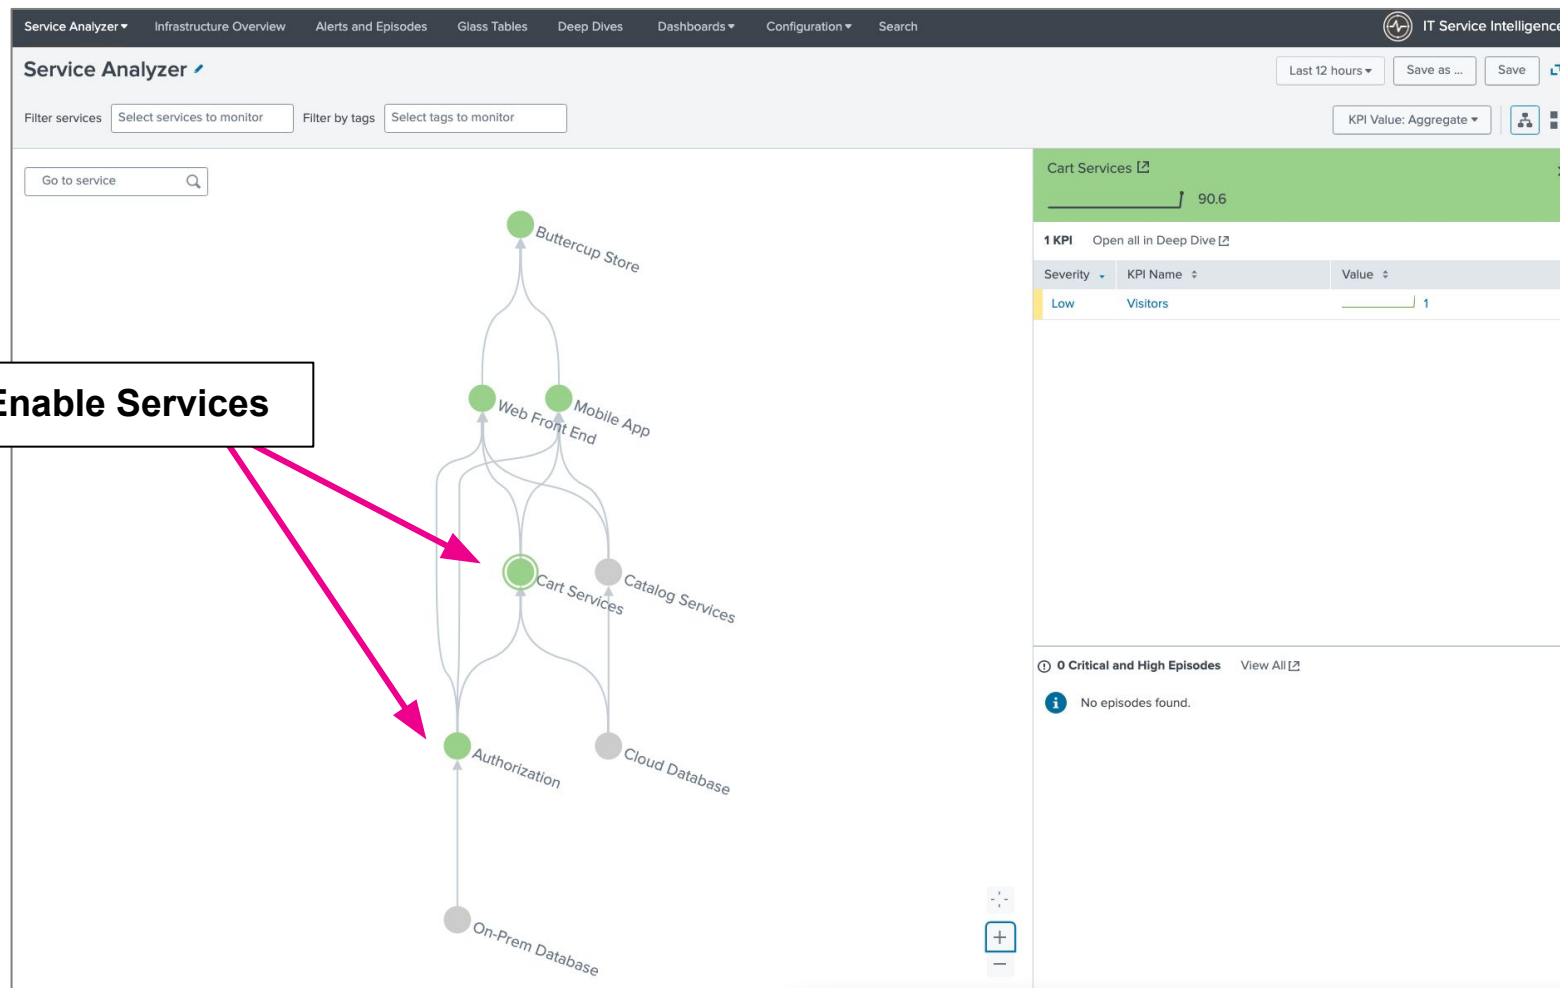 Service Analyzer Infrastructure Overview Alerts and Episodes Glass Tables Deep Dives Dashboards Configuration Search IT Service Intelligence
Service Analyzer
Last 12 hours Save as ... Save
Filter services Select services to monitor Filter by tags Select tags to monitor
KPI Value: Aggregate
Go to service
Buttercup Store
Web Front End
Mobile App
Enable Services
Cart Services
Catalog Services
Authorization
Cloud Database
On-Prem Database
+
−
Cart Services
90.6
1 KPI Open all in Deep Dive
Severity KPI Name Value
Low Visitors 1
0 Critical and High Episodes View All
No episodes found.